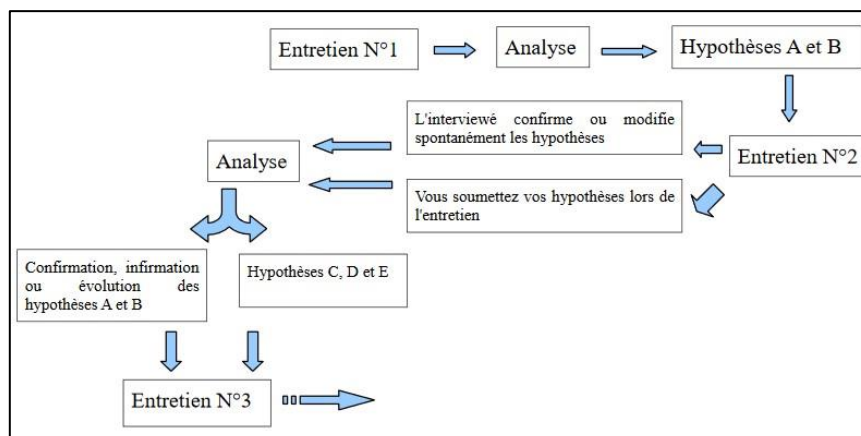 Entretien N°1
Analyse
Hypothèses A et B
L'interviewé confirme ou modifie
spontanément les hypothèses
Entretien N°2
Analyse
Vous soumettez vos hypothèses lors de
l'entretien
Confirmation, infirmation
ou évolution des
hypothèses A et B
Hypothèses C, D et E
Entretien N°3